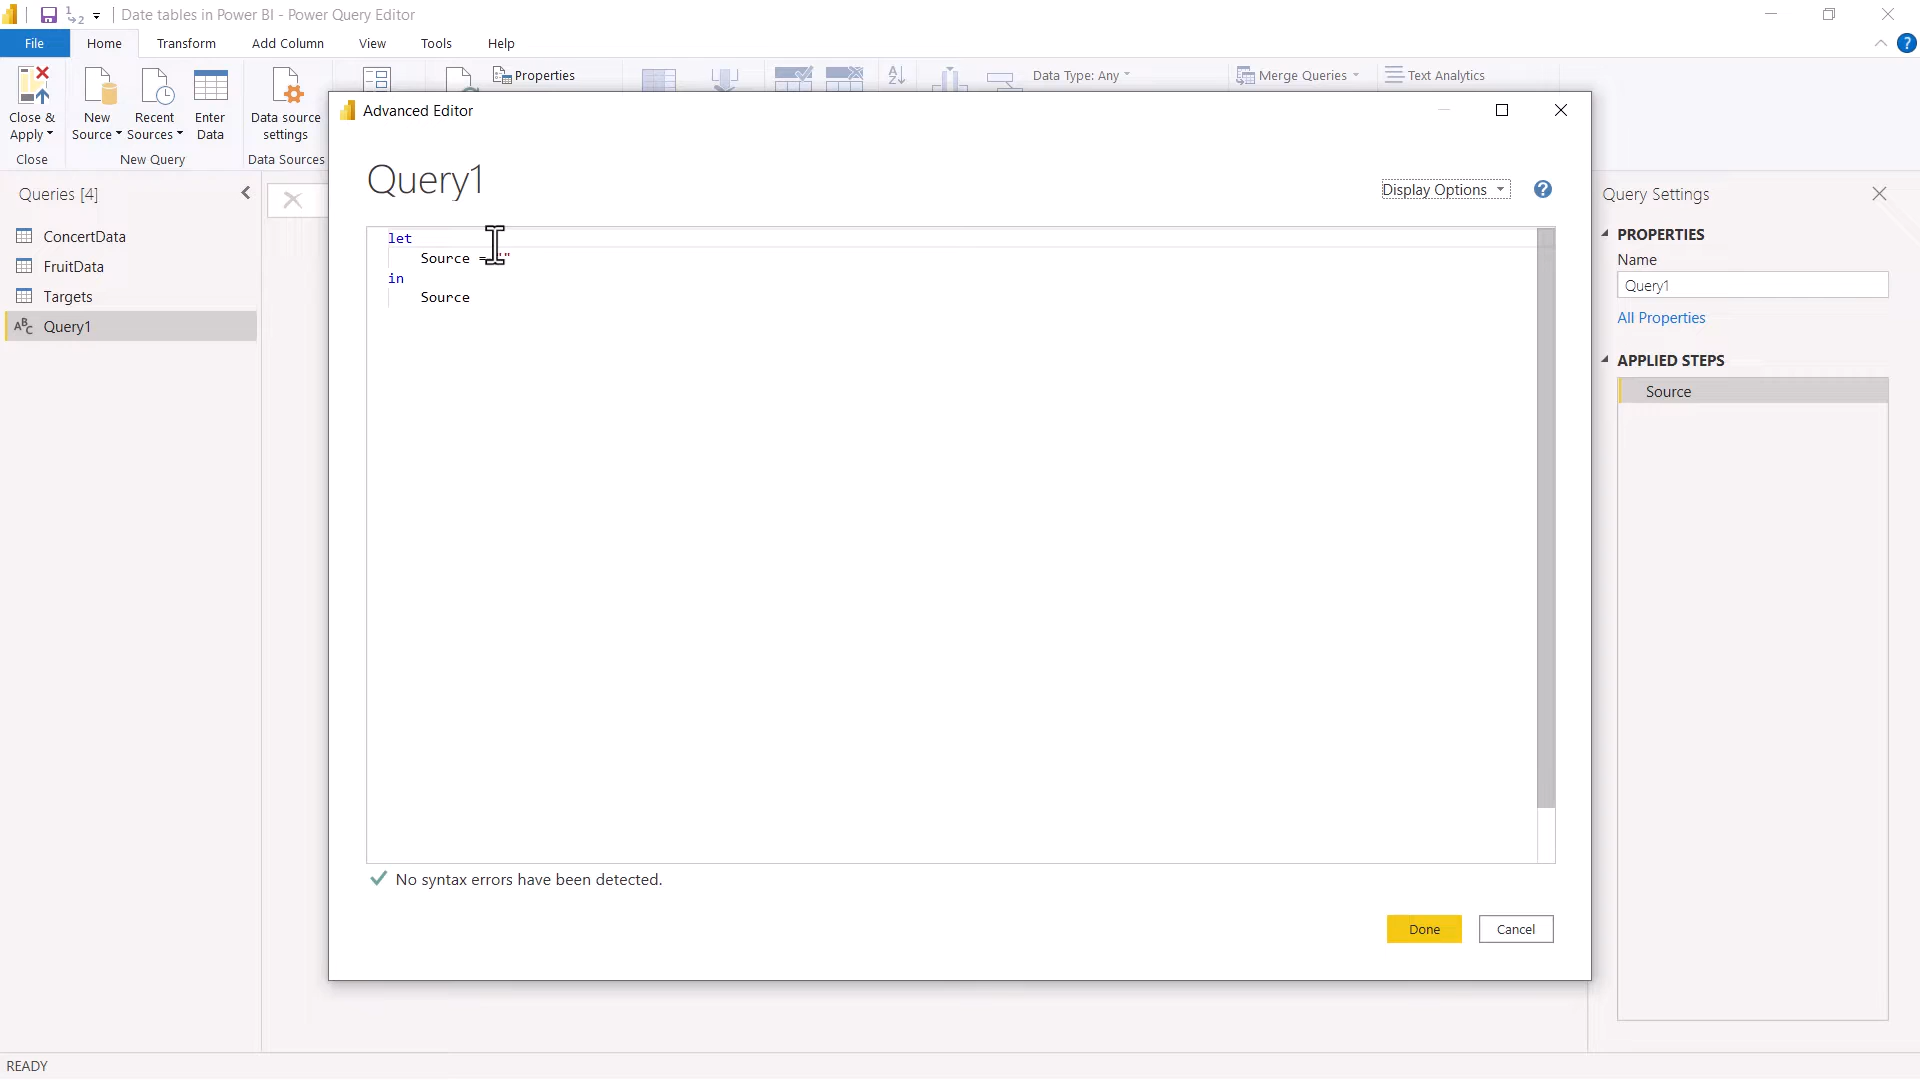 1
2
Date tables in Power BI - Power Query Editor
File
Home
Transform
Add Column
View
Tools
Help
?
Close &
Apply
New
Source
Recent
Sources
Enter
Data
Data source
settings
Properties
A
Z
Data Type: Any
Merge Queries
Text Analytics
Close
New Query
Data Sources
Queries [4]
ConcertData
FruitData
Targets
ABC Query1
Advanced Editor
Query1
Display Options
?
let
Source = ""
in
Source
No syntax errors have been detected.
Done
Cancel
Query Settings
PROPERTIES
Name
Query1
All Properties
APPLIED STEPS
Source
READY